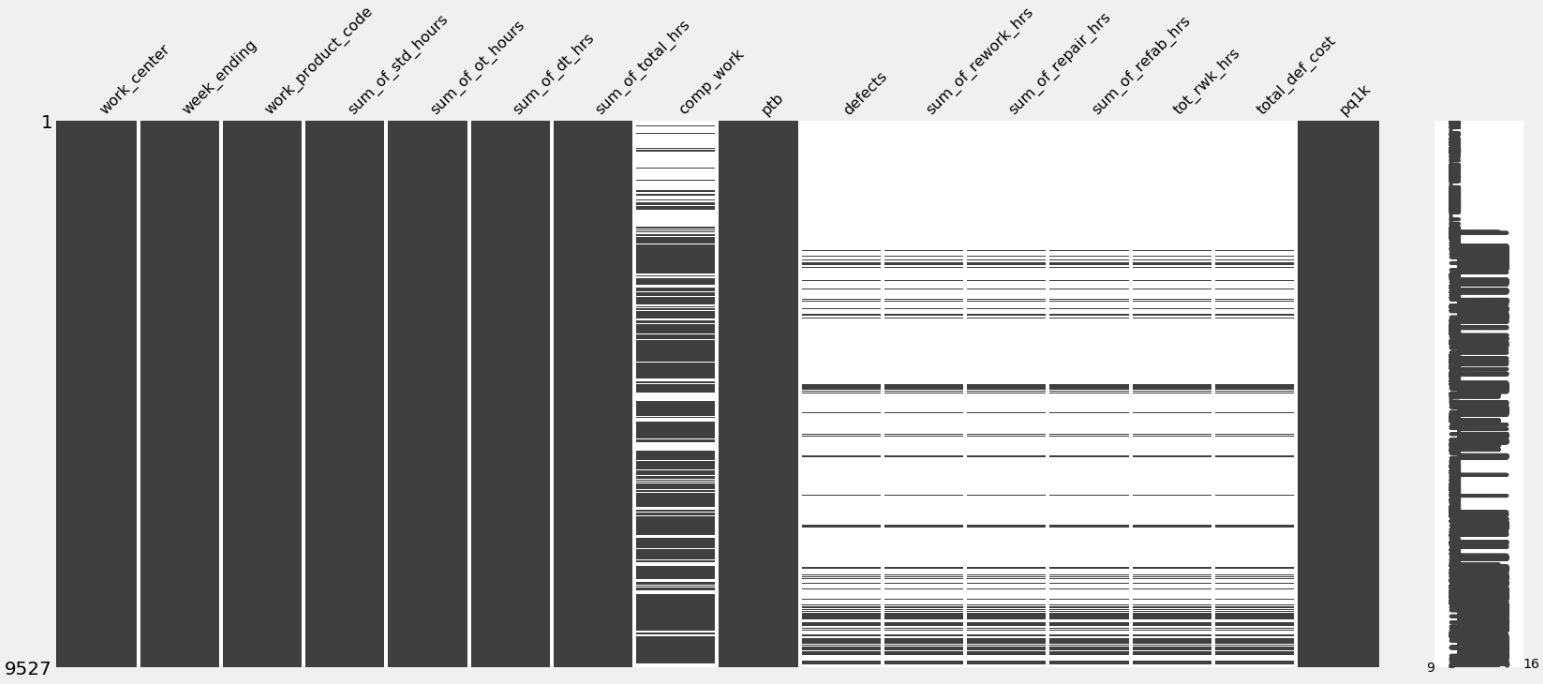 work_center
week_ending
work_product_code
sum_of_std_hours
sum_of_ot_hours
sum_of_dt_hrs
sum_of_total_hrs
comp_work
ptb
defects
sum_of_rework_hrs
sum_of_repair_hrs
sum_of_refab_hrs
tot_rwk_hrs
total_def_cost
pq1k
1
9527
9
16